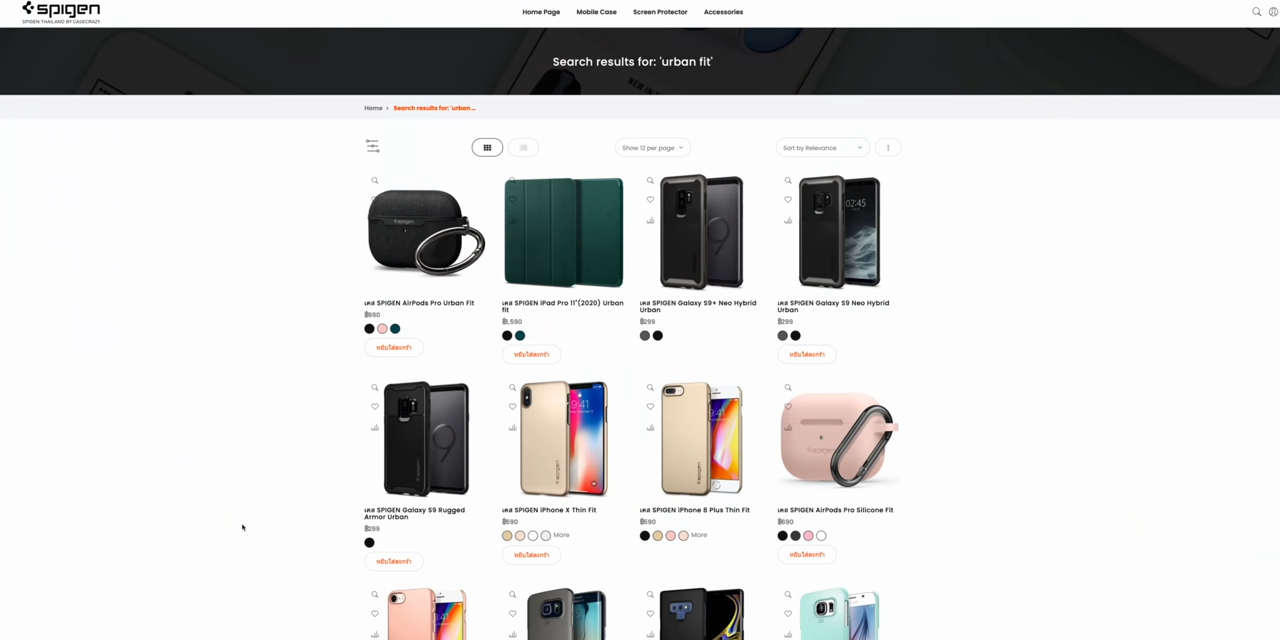 spigen
SPIGEN THAILAND BY CASECRAZY
Home Page
Mobile Case
Screen Protector
Accessories
Search results for: 'urban fit'
Home > Search results for: 'urban ...
Show 12 per page
Sort by Relevance
เคส SPIGEN AirPods Pro Urban Fit
฿990
หยิบใส่ตะกร้า
เคส SPIGEN iPad Pro 11"(2020) Urban
fit
฿1,590
หยิบใส่ตะกร้า
เคส SPIGEN Galaxy S9+ Neo Hybrid
Urban
฿299
02:45
เคส SPIGEN Galaxy S9 Neo Hybrid
Urban
฿299
หยิบใส่ตะกร้า
เคส SPIGEN Galaxy S9 Rugged
Armor Urban
฿299
หยิบใส่ตะกร้า
9:41
เคส SPIGEN iPhone X Thin Fit
฿590
More
หยิบใส่ตะกร้า
เคส SPIGEN iPhone 8 Plus Thin Fit
฿590
More
เคส SPIGEN AirPods Pro Silicone Fit
฿690
หยิบใส่ตะกร้า